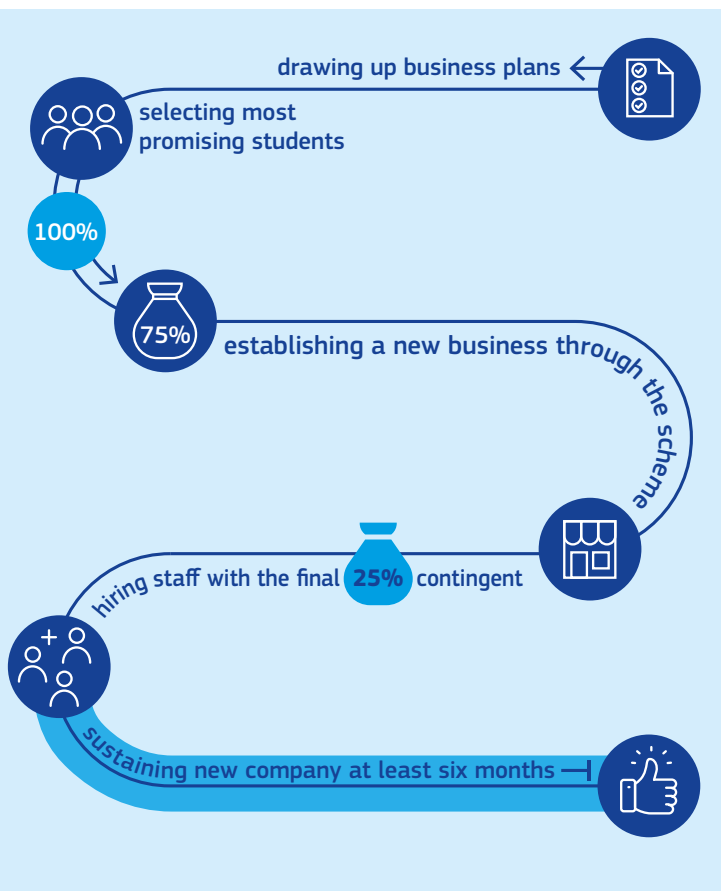 drawing up business plans
selecting most
promising students
100%
75%
establishing a new business through the scheme
hiring staff with the final 25% contingent
sustaining new company at least six months